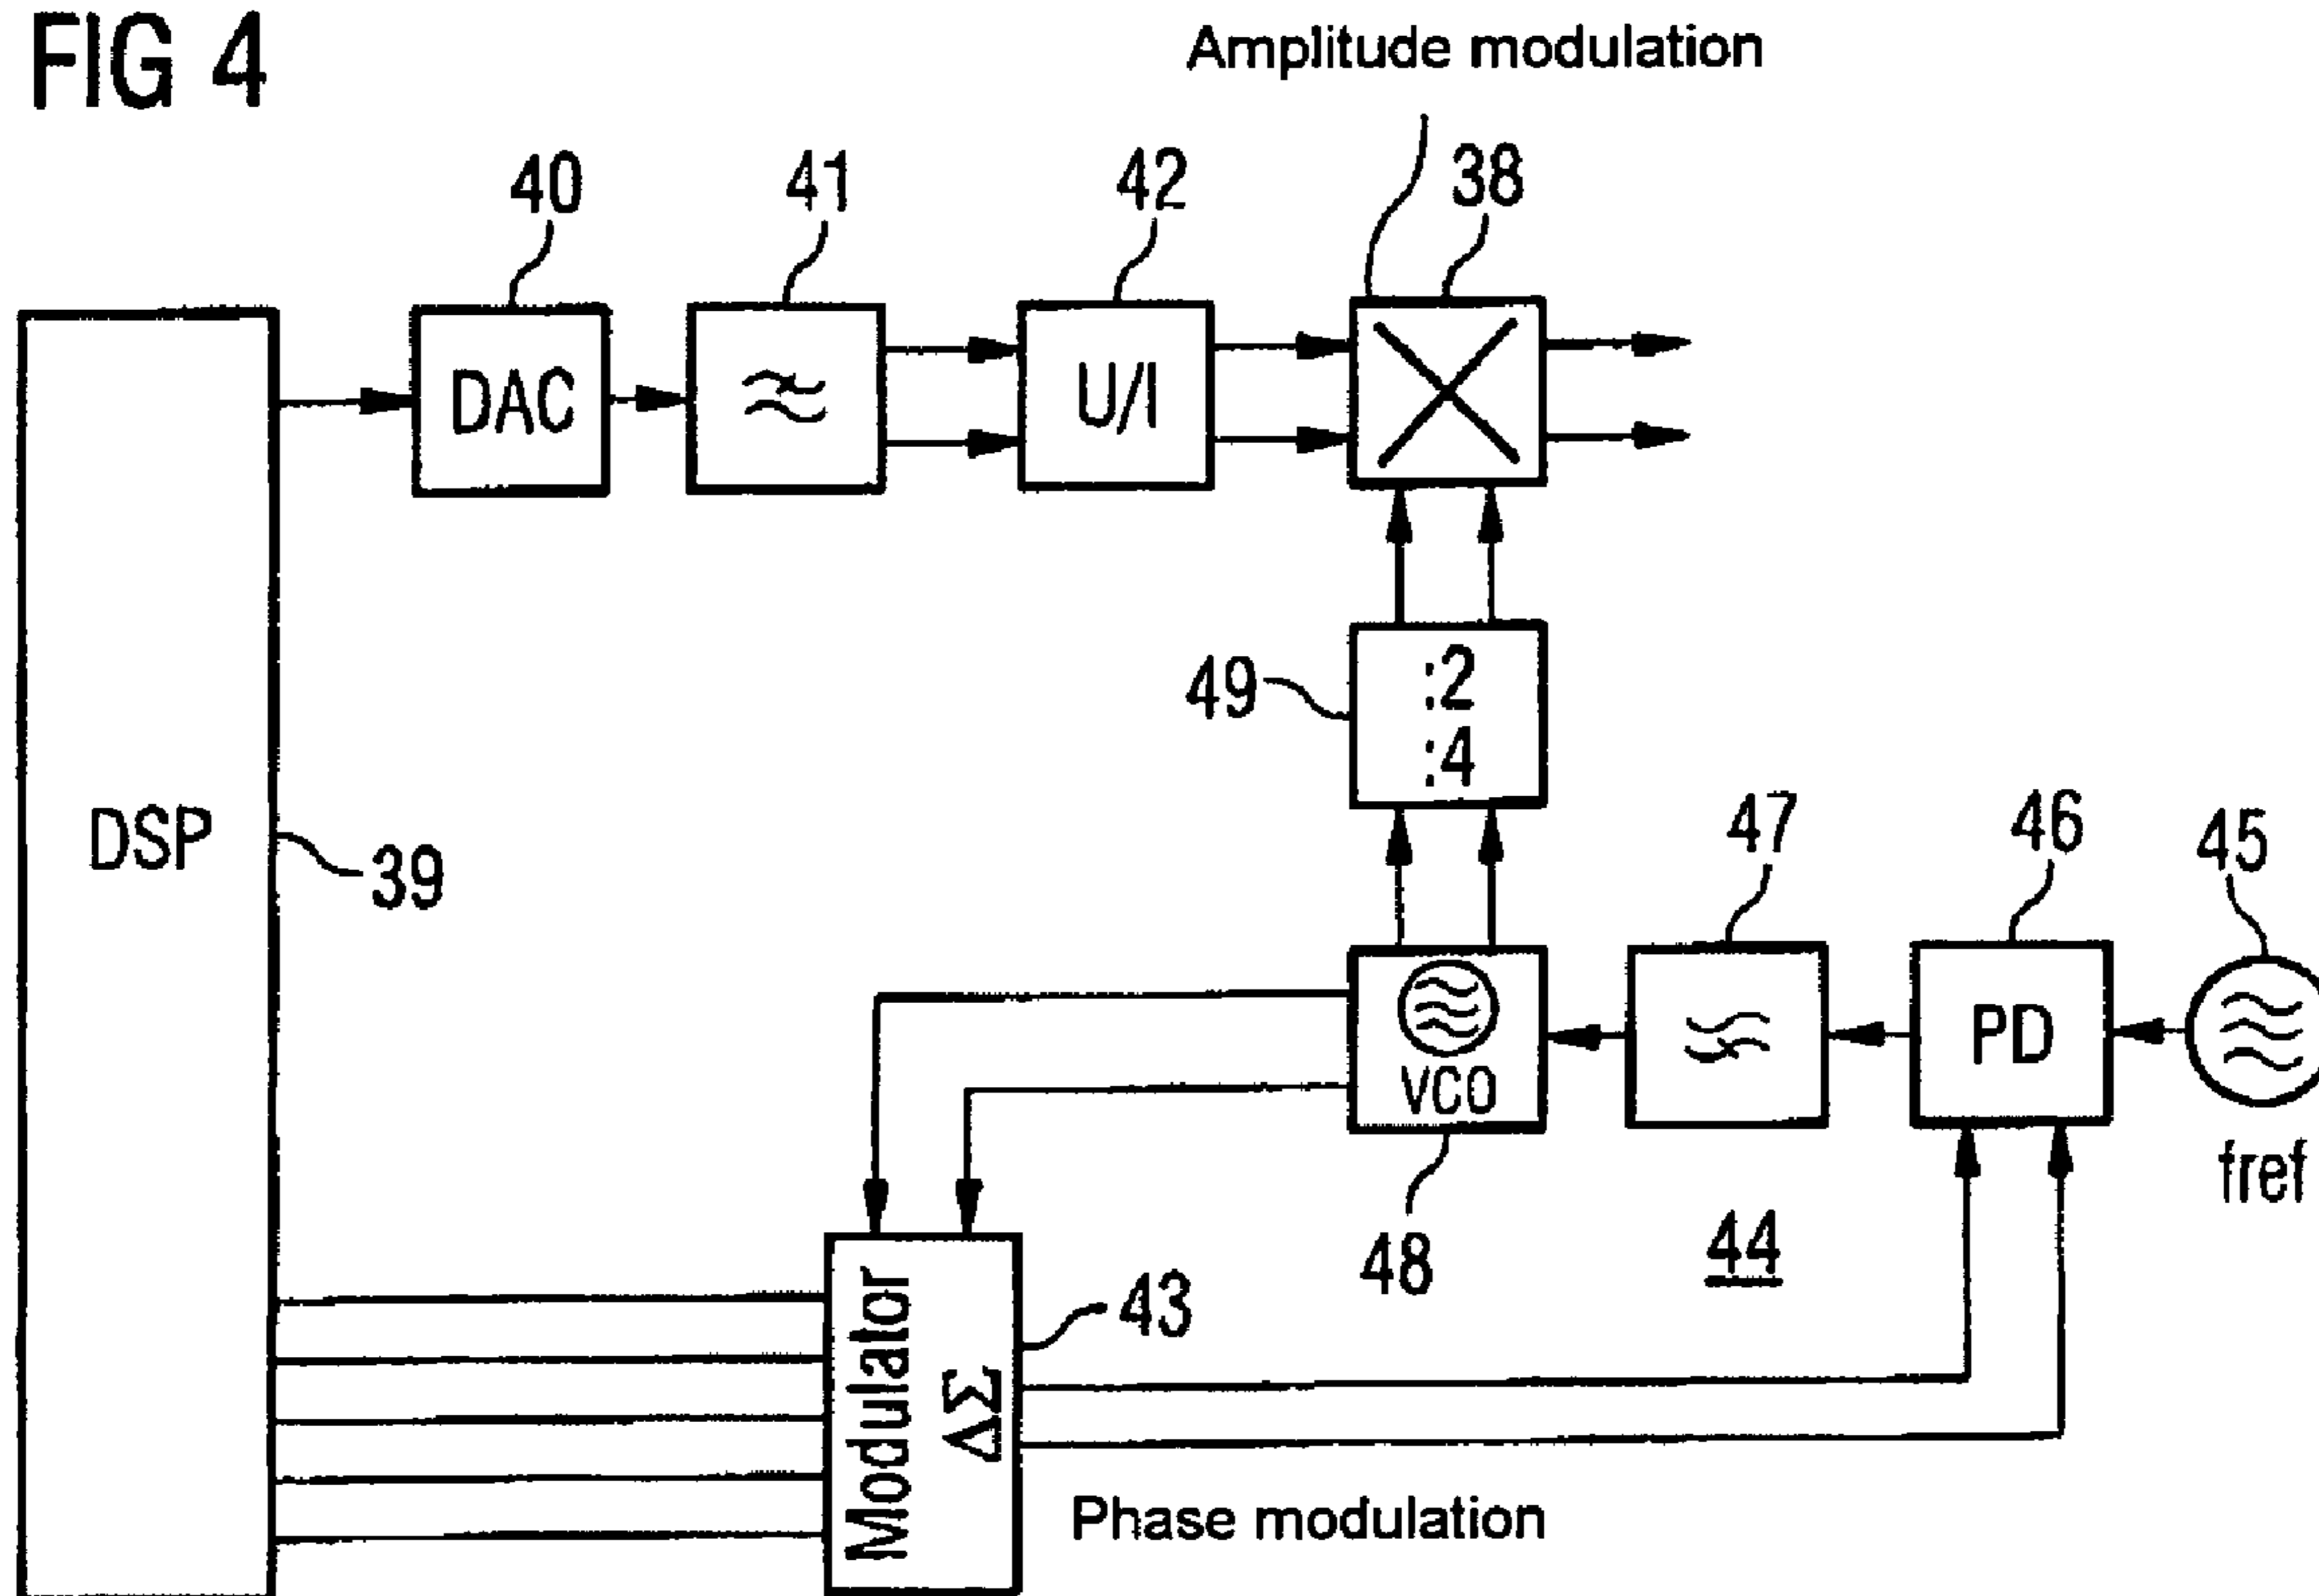 FIG 4
Amplitude modulation
40
41
42
38
DAC
U/I
49
:2
:4
DSP
39
47
46
45
PD
VCO
fref
48
44
43
Modulator
ΔΣ
Phase modulation